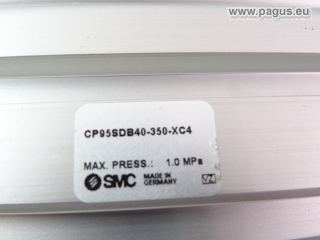 www.pagus.eu
CP95SDB40-350-XC4
MAX. PRESS.: 1.0 MPa
SMC MADE IN
GERMANY